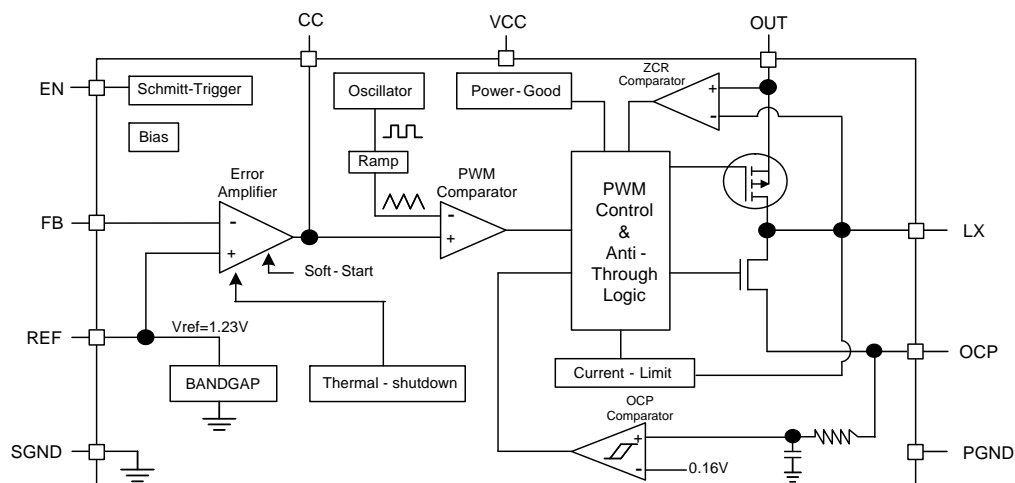 CC
VCC
OUT
EN
Schmitt-Trigger
Oscillator
Power-Good
ZCR
Comparator
+
-
Bias
Ramp
Error
Amplifier
PWM
Comparator
PWM
Control
&
Anti-
Through
Logic
FB
-
+
-
+
LX
Soft-Start
REF
Vref=1.23V
OCP
BANDGAP
Thermal-shutdown
Current-Limit
OCP
Comparator
+
-
0.16V
SGND
PGND